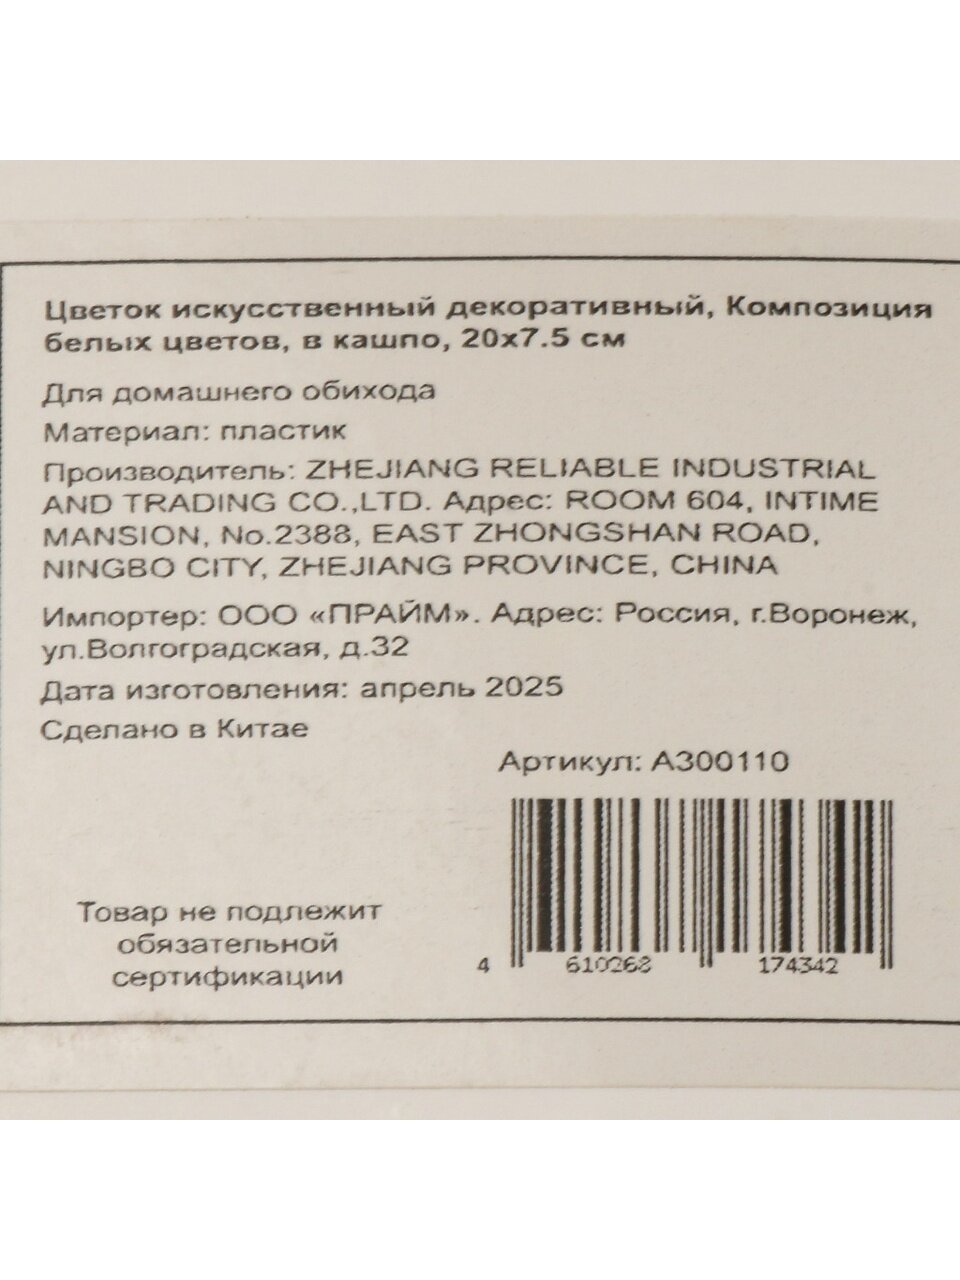 Цветок искусственный декоративный, Композиция
белых цветов, в кашпо, 20х7.5 см
Для домашнего обихода
Материал: пластик
Производитель: ZHEJIANG RELIABLE INDUSTRIAL
AND TRADING CO.,LTD. Адрес: ROOM 604, INTIME
MANSION, No.2388, EAST ZHONGSHAN ROAD,
NINGBO CITY, ZHEJIANG PROVINCE, CHINA
Импортер: ООО «ПРАЙМ». Адрес: Россия, г.Воронеж,
ул.Волгоградская, д.32
Дата изготовления: апрель 2025
Сделано в Китае
Артикул: А300110
Товар не подлежит
обязательной
сертификации
4 610268 174342